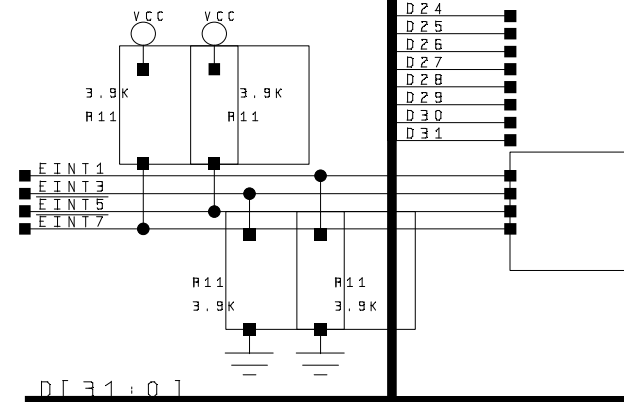 VCC VCC
D24
D25
D26
D27
D28
D29
D30
D31
3.9K 3.9K
R11 R11
EINT1
EINT3
EINT5
EINT7
R11 R11
3.9K 3.9K
D[31:0]